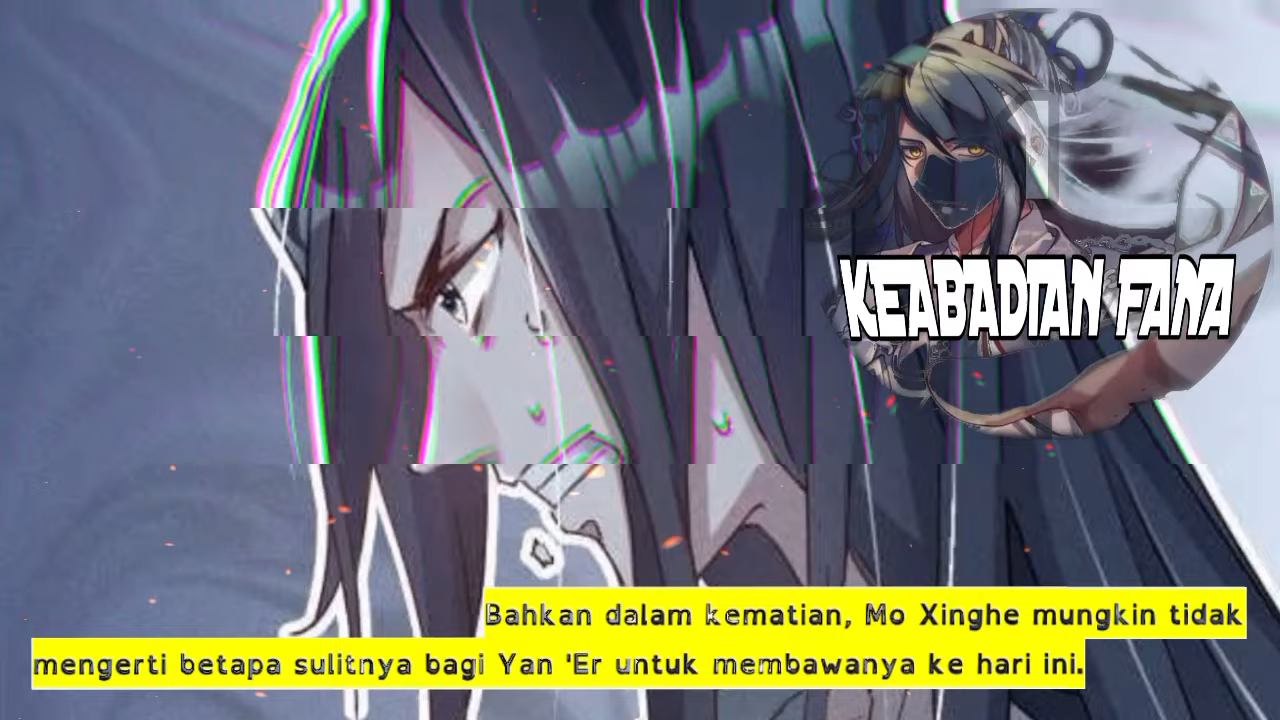 KEABADIAN FANA
Bahkan dalam kematian, Mo Xinghe mungkin tidak
mengerti betapa sulitnya bagi Yan 'Er untuk membawanya ke hari ini.